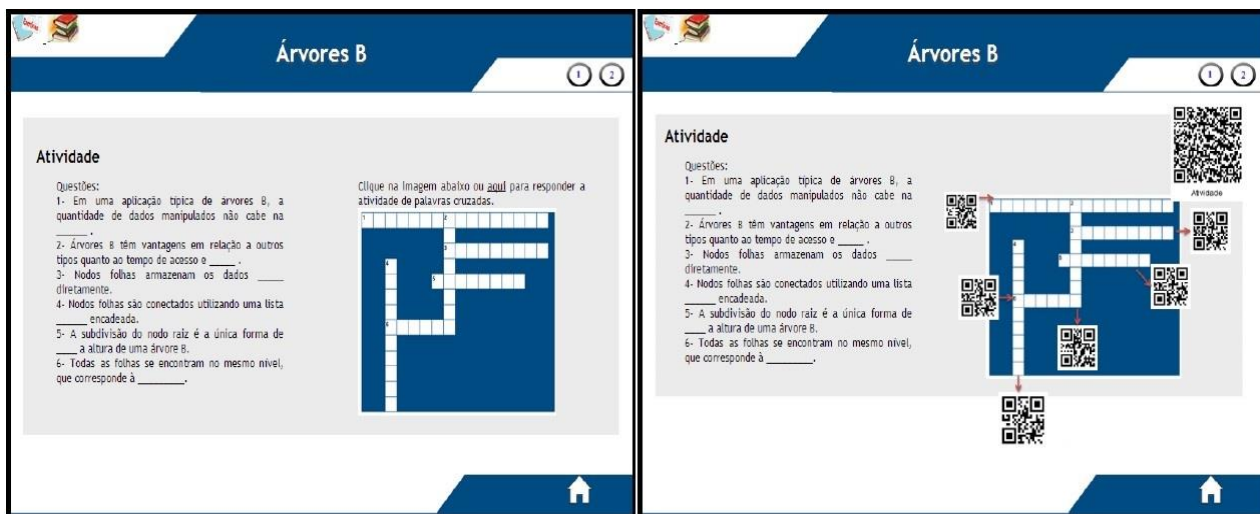 Árvores B
1 2
Atividade
Questões:
1- Em uma aplicação típica de árvores B, a
quantidade de dados manipulados não cabe na
______ .
2- Árvores B têm vantagens em relação a outros
tipos quanto ao tempo de acesso e _____ .
3- Nodos folhas armazenam os dados _____
diretamente.
4- Nodos folhas são conectados utilizando uma lista
______ encadeada.
5- A subdivisão do nodo raiz é a única forma de
____ a altura de uma árvore B.
6- Todas as folhas se encontram no mesmo nível,
que corresponde à _________.
Clique na imagem abaixo ou aqui para responder a
atividade de palavras cruzadas.
1 2
3
4
5
6
Árvores B
1 2
Atividade
Questões:
1- Em uma aplicação típica de árvores B, a
quantidade de dados manipulados não cabe na
______ .
2- Árvores B têm vantagens em relação a outros
tipos quanto ao tempo de acesso e _____ .
3- Nodos folhas armazenam os dados _____
diretamente.
4- Nodos folhas são conectados utilizando uma lista
______ encadeada.
5- A subdivisão do nodo raiz é a única forma de
____ a altura de uma árvore B.
6- Todas as folhas se encontram no mesmo nível,
que corresponde à _________.
Atividade